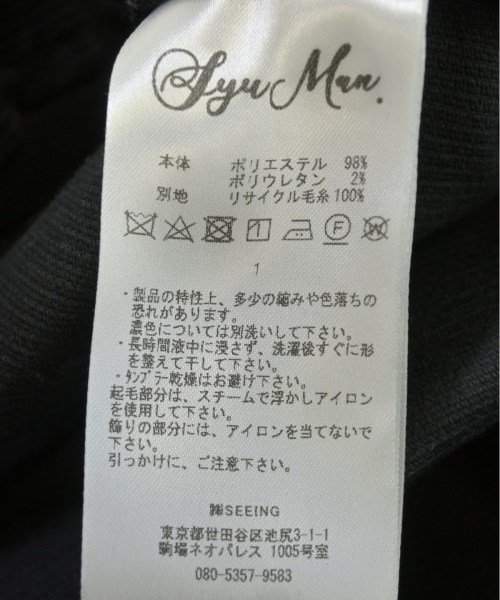 Syu Man.
本体 ポリエステル 98%
ポリウレタン 2%
別地 リサイクル毛糸 100%
F
W
1
・製品の特性上、多少の縮みや色落ちの
恐れがあります。
濃色については別洗いして下さい。
・長時間液中に浸さず、洗濯後すぐに形
を整えて干して下さい。
・タンブラー乾燥はお避け下さい。
起毛部分は、スチームで浮かしアイロン
を使用して下さい。
飾りの部分には、アイロンを当てないで
下さい。
引っかけに、ご注意下さい。
㈱SEEING
東京都世田谷区池尻3-1-1
駒場ネオパレス 1005号室
080-5357-9583